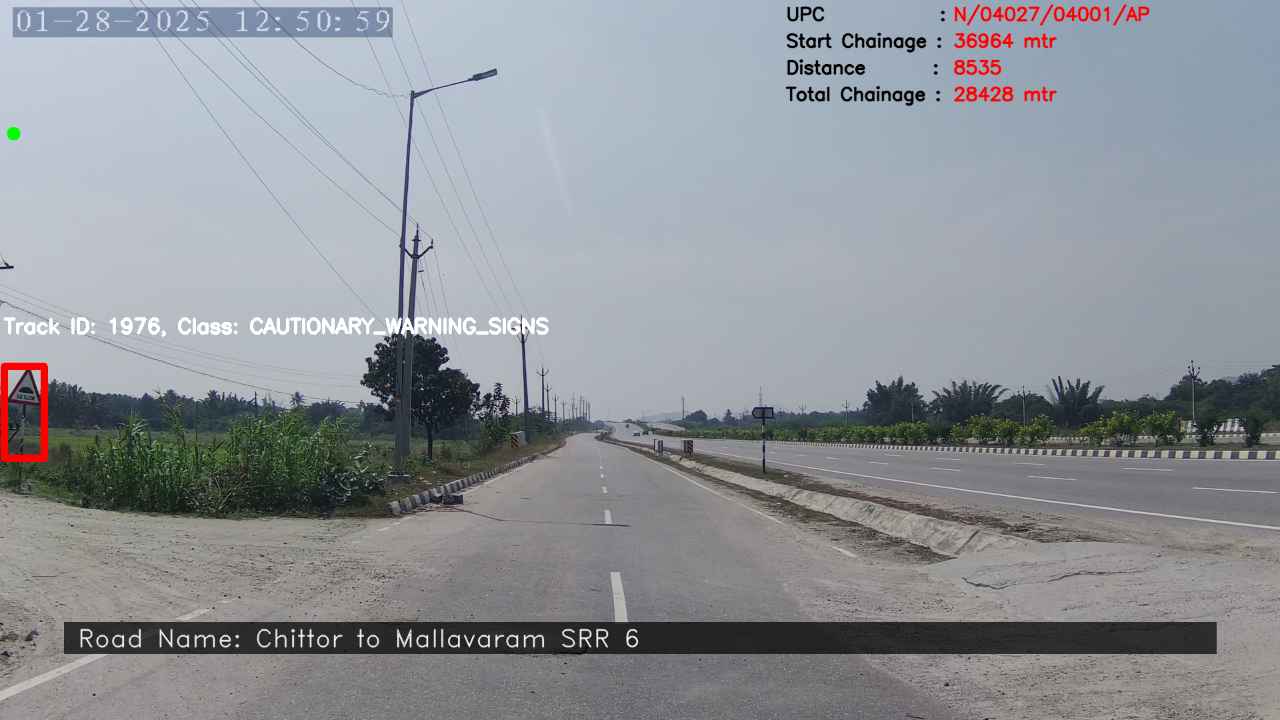 01-28-2025 12:50:59
UPC : N/04027/04001/AP
Start Chainage : 36964 mtr
Distance : 8535
Total Chainage : 28428 mtr
Track ID: 1976, Class: CAUTIONARY_WARNING_SIGNS
Road Name: Chittor to Mallavaram SRR 6